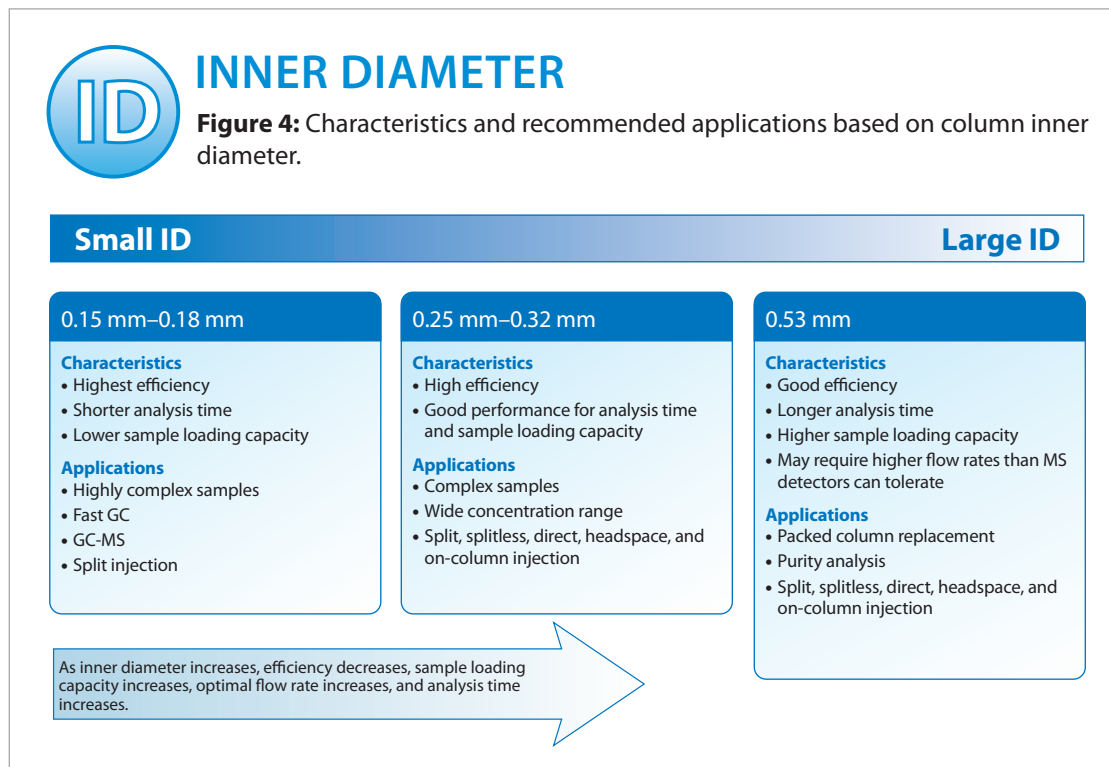 ID
INNER DIAMETER
Figure 4: Characteristics and recommended applications based on column inner
diameter.
Small ID
Large ID
0.15 mm–0.18 mm
Characteristics
• Highest efficiency
• Shorter analysis time
• Lower sample loading capacity
Applications
• Highly complex samples
• Fast GC
• GC-MS
• Split injection
0.25 mm–0.32 mm
Characteristics
• High efficiency
• Good performance for analysis time
and sample loading capacity
Applications
• Complex samples
• Wide concentration range
• Split, splitless, direct, headspace, and
on-column injection
0.53 mm
Characteristics
• Good efficiency
• Longer analysis time
• Higher sample loading capacity
• May require higher flow rates than MS
detectors can tolerate
Applications
• Packed column replacement
• Purity analysis
• Split, splitless, direct, headspace, and
on-column injection
As inner diameter increases, efficiency decreases, sample loading
capacity increases, optimal flow rate increases, and analysis time
increases.